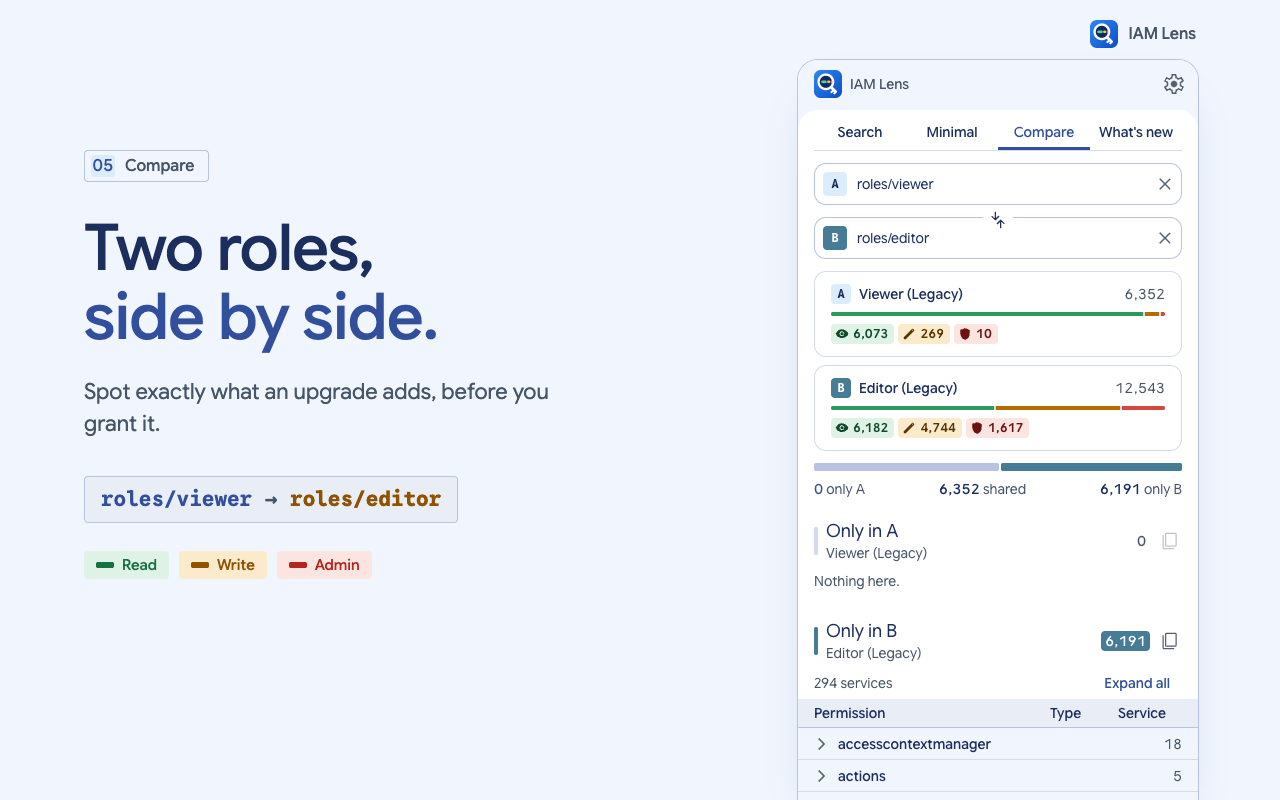 IAM Lens
05 Compare
Two roles,
side by side.
Spot exactly what an upgrade adds, before you
grant it.
roles/viewer → roles/editor
Read Write Admin
IAM Lens
Search Minimal Compare What's new
A roles/viewer
B roles/editor
A Viewer (Legacy) 6,352
6,073 269 10
B Editor (Legacy) 12,543
6,182 4,744 1,617
0 only A 6,352 shared 6,191 only B
Only in A 0
Viewer (Legacy)
Nothing here.
Only in B 6,191
Editor (Legacy)
294 services Expand all
Permission Type Service
accesscontextmanager 18
actions 5